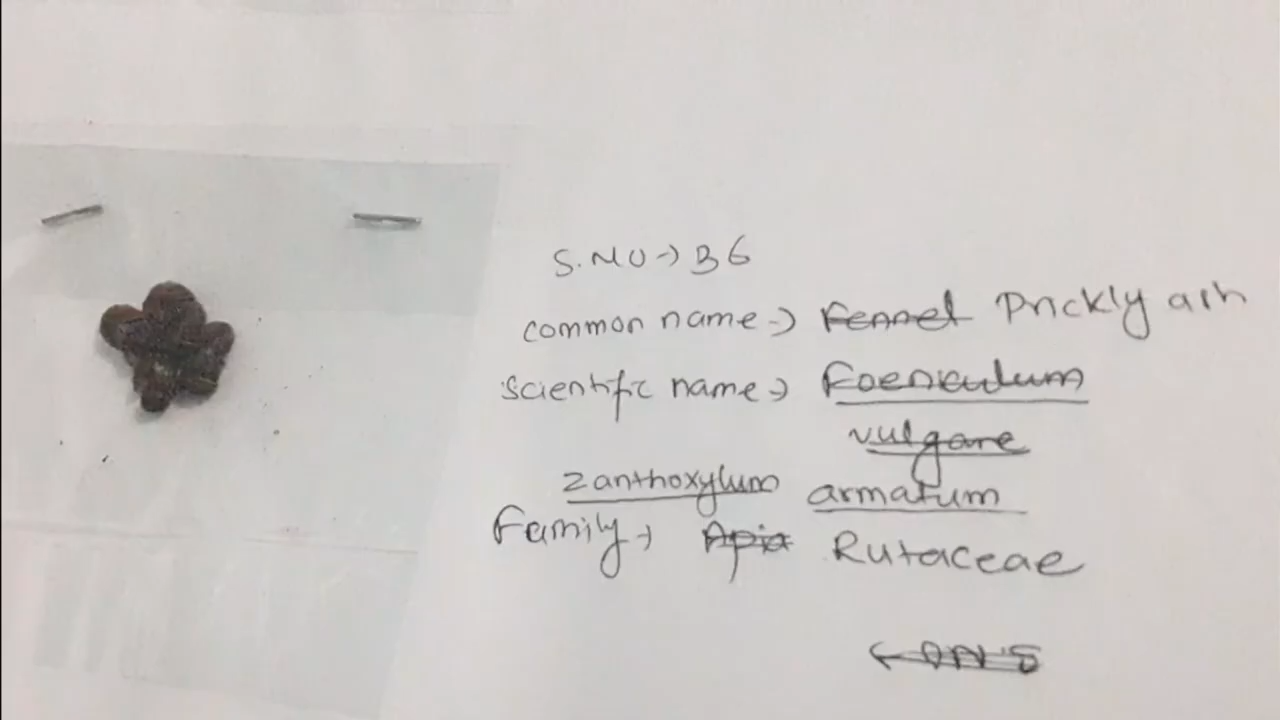 S.NO → 36
common name → Fennel Prickly ash
Scientific name → Foeniculum
vulgare
Zanthoxylum armatum
Family → Apia Rutaceae